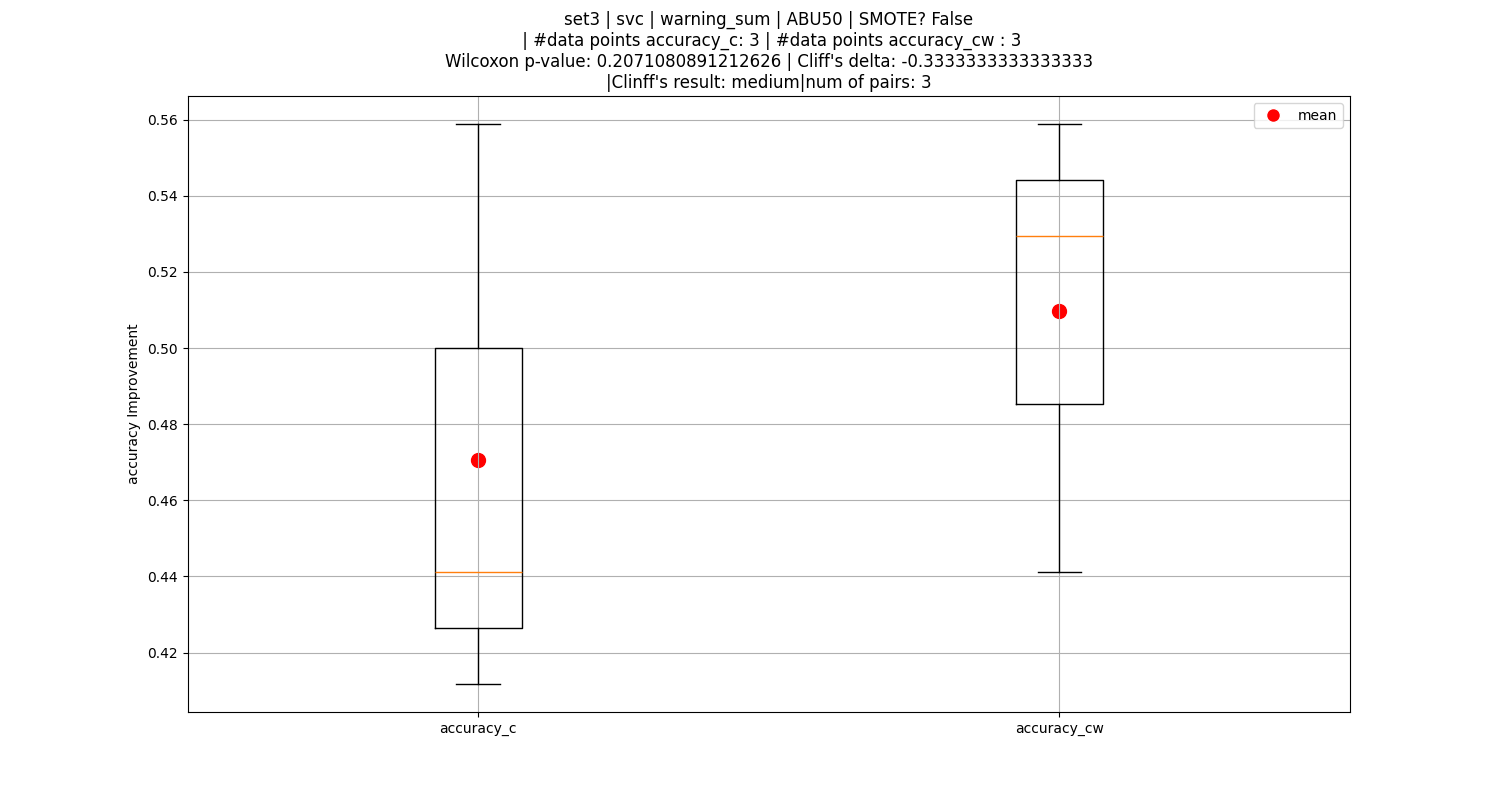 set3 | svc | warning_sum | ABU50 | SMOTE? False
| #data points accuracy_c: 3 | #data points accuracy_cw : 3
Wilcoxon p-value: 0.2071080891212626 | Cliff's delta: -0.3333333333333333
|Clinff's result: medium|num of pairs: 3
mean
0.56
0.54
0.52
0.50
0.48
0.46
0.44
0.42
accuracy Improvement
accuracy_c
accuracy_cw